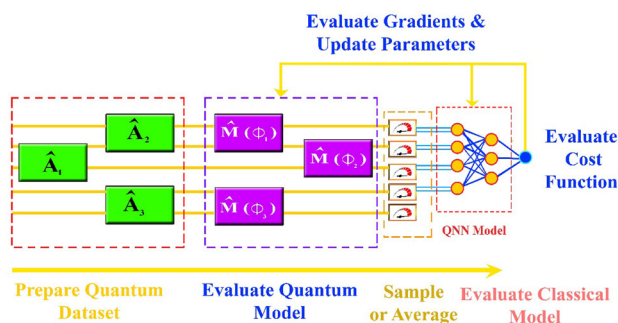 Evaluate Gradients &
Update Parameters
Â₂
Â₁
Â₃
M̂ (Φ₁)
M̂ (Φ₂)
M̂ (Φ₃)
Evaluate
Cost
Function
QNN Model
Prepare Quantum
Dataset
Evaluate Quantum
Model
Sample
or Average
Evaluate Classical
Model